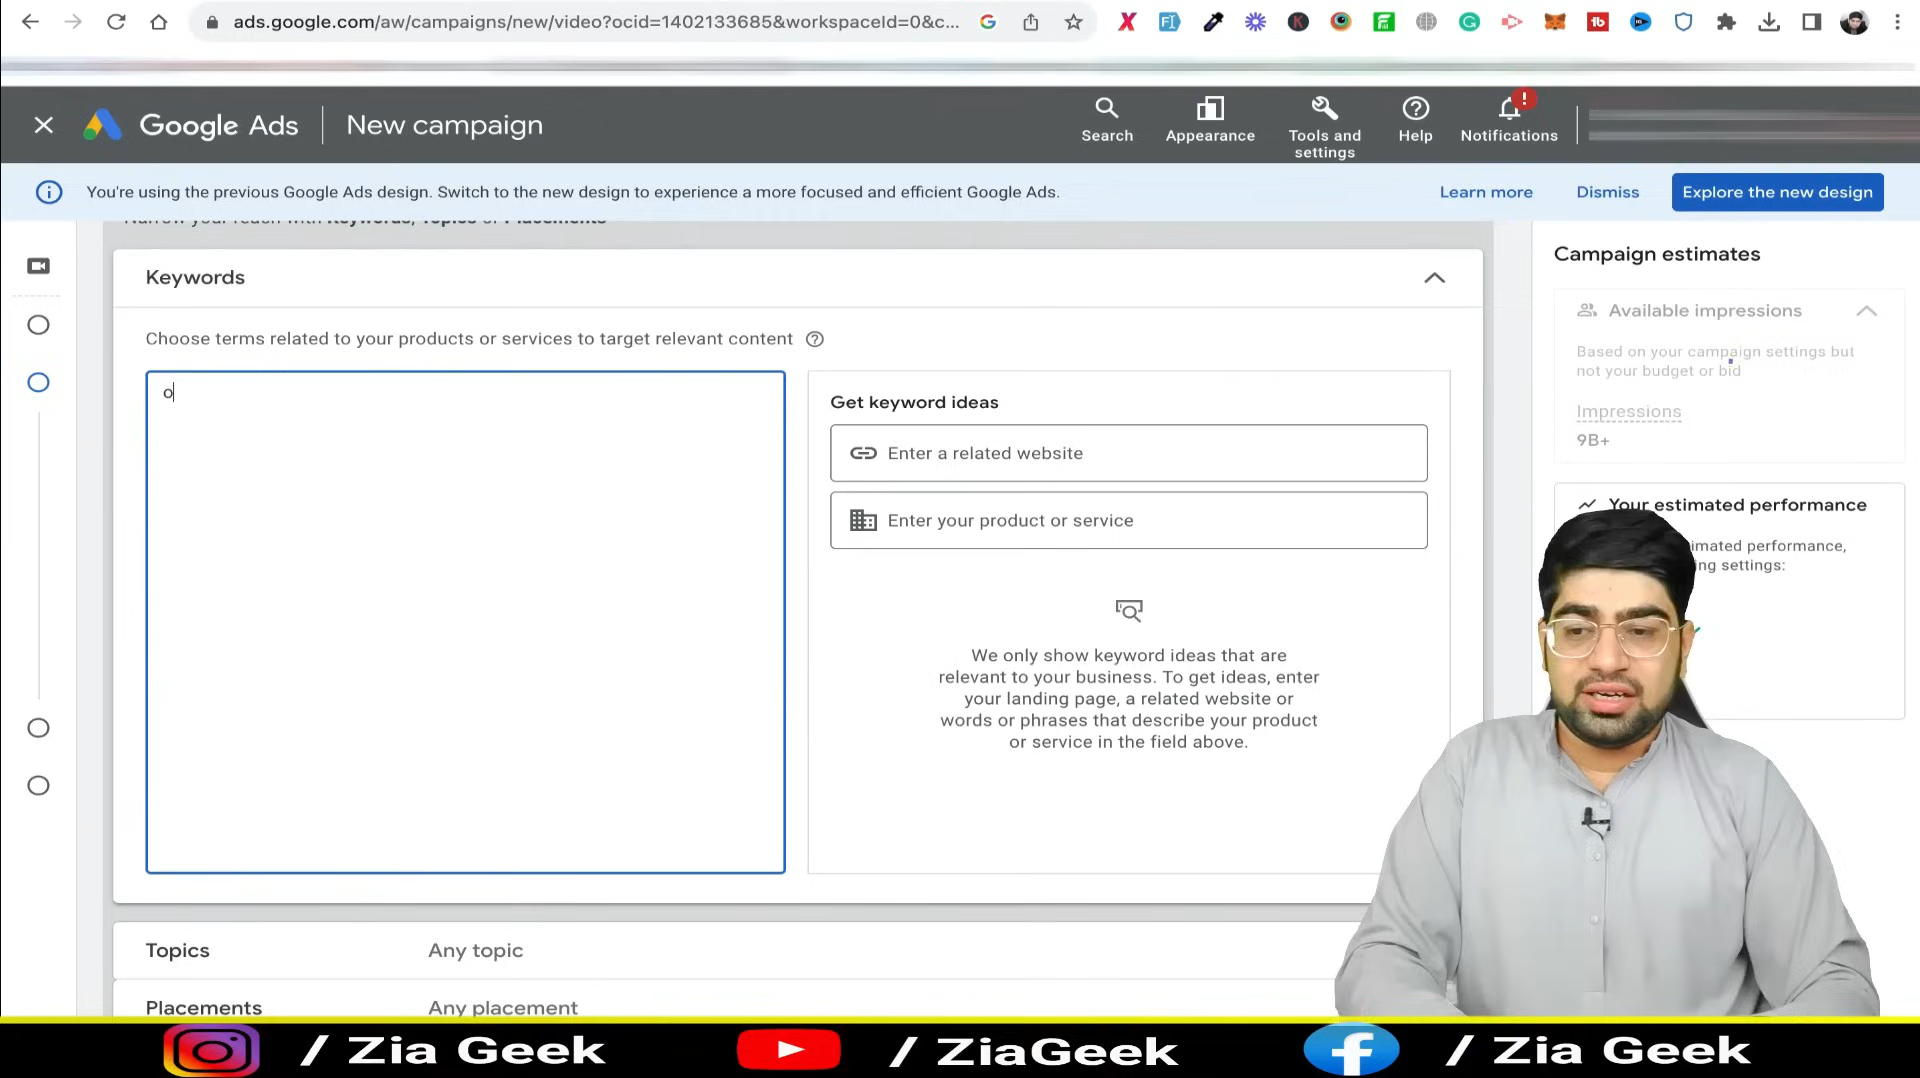 ads.google.com/aw/campaigns/new/video?ocid=1402133685&workspaceId=0&c...
Google Ads
New campaign
Search
Appearance
Tools and settings
Help
Notifications
You're using the previous Google Ads design. Switch to the new design to experience a more focused and efficient Google Ads.
Learn more
Dismiss
Explore the new design
Narrow your reach with Keywords, Topics or Placements
Keywords
Choose terms related to your products or services to target relevant content
o
Get keyword ideas
Enter a related website
Enter your product or service
We only show keyword ideas that are
relevant to your business. To get ideas, enter
your landing page, a related website or
words or phrases that describe your product
or service in the field above.
Topics
Any topic
Placements
Any placement
Campaign estimates
Available impressions
Based on your campaign settings but
not your budget or bid
Impressions
9B+
Your estimated performance
imated performance,
ing settings:
/ Zia Geek
/ ZiaGeek
/ Zia Geek